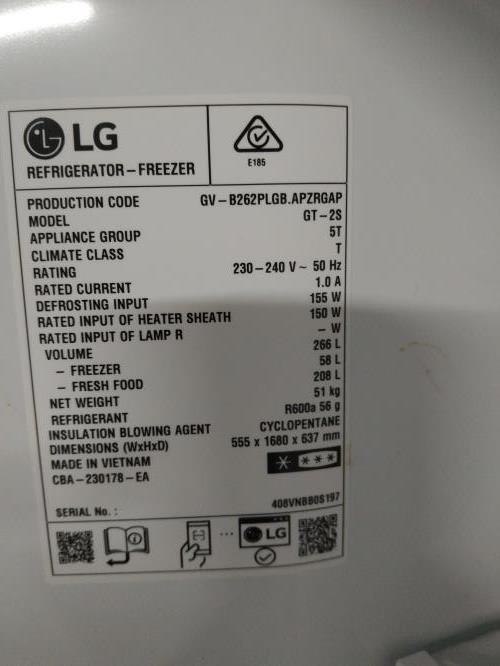 LG
REFRIGERATOR – FREEZER
E185
PRODUCTION CODE GV – B262PLGB.APZRGAP
MODEL GT – 2S
APPLIANCE GROUP 5T
CLIMATE CLASS T
RATING 230 – 240 V ~ 50 Hz
RATED CURRENT 1.0 A
DEFROSTING INPUT 155 W
RATED INPUT OF HEATER SHEATH 150 W
RATED INPUT OF LAMP R – W
VOLUME 266 L
– FREEZER 58 L
– FRESH FOOD 208 L
NET WEIGHT 51 kg
REFRIGERANT R600a 56 g
INSULATION BLOWING AGENT CYCLOPENTANE
DIMENSIONS (WxHxD) 555 x 1680 x 637 mm
MADE IN VIETNAM
CBA – 230178 – EA
SERIAL No. : 408VNBB0S197
LG